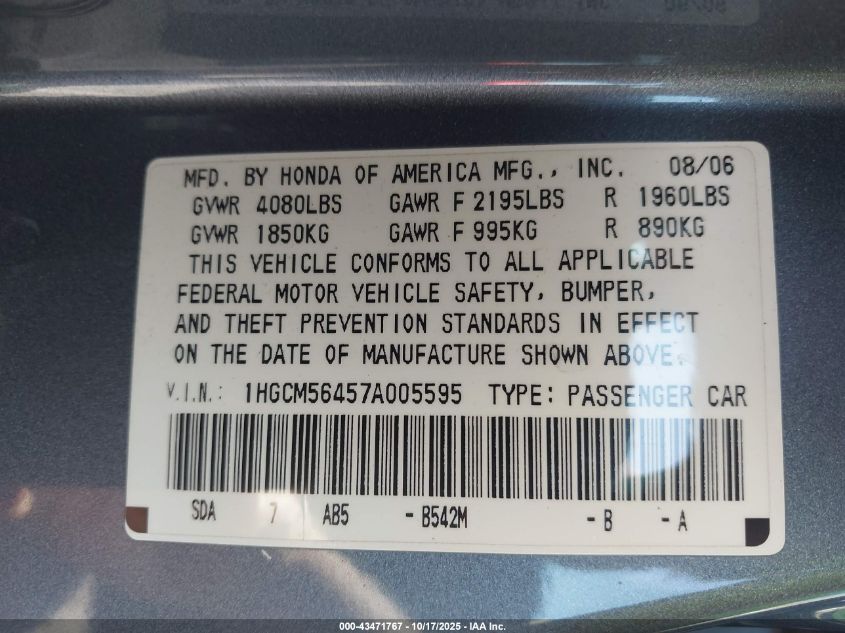 MFD. BY HONDA OF AMERICA MFG., INC. 08/06
GVWR 4080LBS GAWR F 2195LBS R 1960LBS
GVWR 1850KG GAWR F 995KG R 890KG
THIS VEHICLE CONFORMS TO ALL APPLICABLE
FEDERAL MOTOR VEHICLE SAFETY, BUMPER,
AND THEFT PREVENTION STANDARDS IN EFFECT
ON THE DATE OF MANUFACTURE SHOWN ABOVE.
V.I.N.: 1HGCM56457A005595 TYPE: PASSENGER CAR
SDA 7 AB5 - B542M - B - A
000-43471767 - 10/17/2025 - IAA Inc.